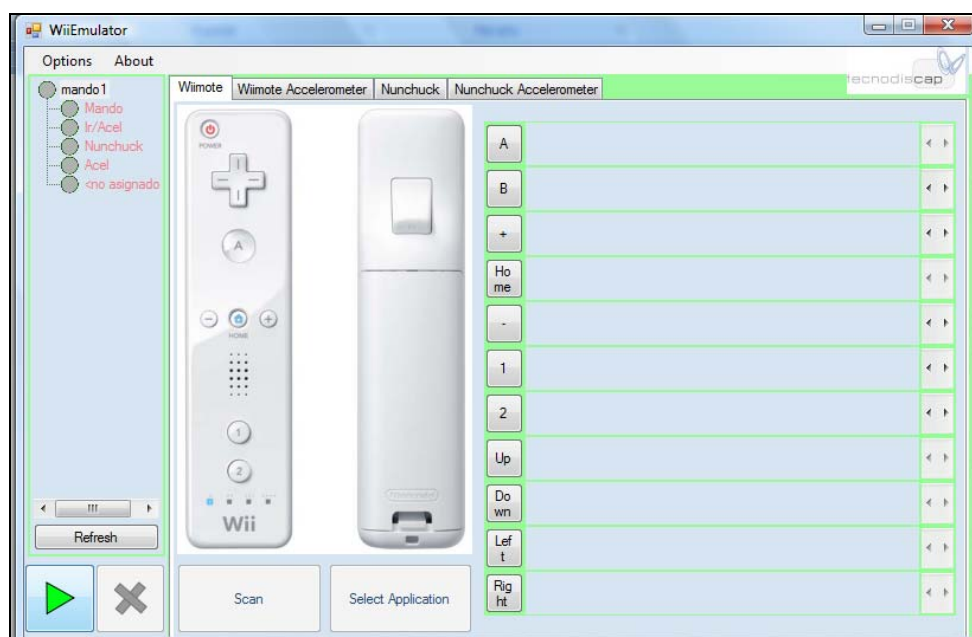 WiiEmulator
Options About
tecnodiscap
mando1
Mando
Ir/Acel
Nunchuck
Acel
<no asignado
Refresh
Wiimote Wiimote Accelerometer Nunchuck Nunchuck Accelerometer
POWER
A
HOME
1
2
Wii
Nintendo
Scan Select Application
A
B
+
Ho
me
-
1
2
Up
Do
wn
Lef
t
Rig
ht